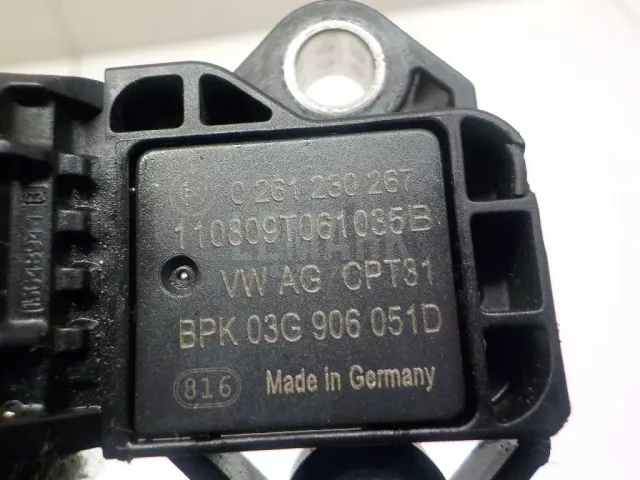 0 261 230 267
110809T061035B
VW AG CPT31
BPK 03G 906 051D
816 Made in Germany